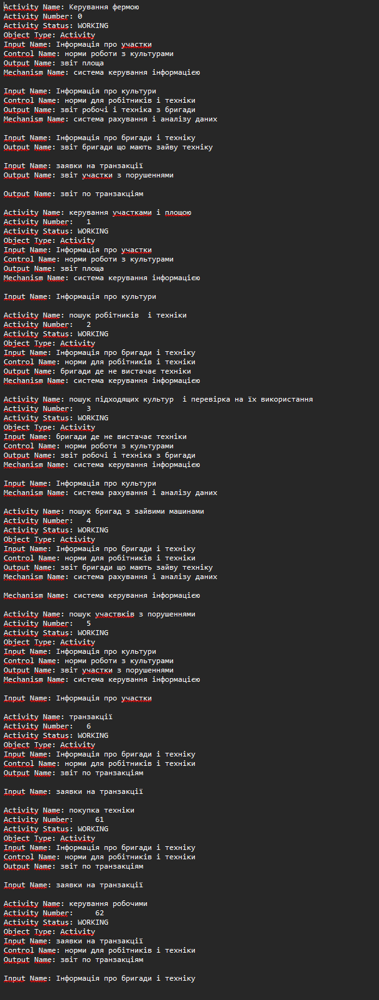 Activity Name: Керування фермою
Activity Number: 0
Activity Status: WORKING
Object Type: Activity
Input Name: Інформація про участки
Control Name: норми роботи з культурами
Output Name: звіт площа
Mechanism Name: система керування інформацією

Input Name: Інформація про культури
Control Name: норми для робітників і техніки
Output Name: звіт робочі і техніка з бригади
Mechanism Name: система рахування і аналізу даних

Input Name: Інформація про бригади і техніку
Output Name: звіт бригади що мають зайву техніку

Input Name: заявки на транзакції
Output Name: звіт участки з порушеннями

Output Name: звіт по транзакціям

Activity Name: керування участками і площою
Activity Number:   1
Activity Status: WORKING
Object Type: Activity
Input Name: Інформація про участки
Control Name: норми роботи з культурами
Output Name: звіт площа
Mechanism Name: система керування інформацією

Input Name: Інформація про культури

Activity Name: пошук робітників  і техніки
Activity Number:   2
Activity Status: WORKING
Object Type: Activity
Input Name: Інформація про бригади і техніку
Control Name: норми для робітників і техніки
Output Name: бригади де не вистачає техніки
Mechanism Name: система керування інформацією

Activity Name: пошук підходящих культур  і перевірка на їх використання
Activity Number:   3
Activity Status: WORKING
Object Type: Activity
Input Name: бригади де не вистачає техніки
Control Name: норми роботи з культурами
Output Name: звіт робочі і техніка з бригади
Mechanism Name: система керування інформацією

Input Name: Інформація про культури
Mechanism Name: система рахування і аналізу даних

Activity Name: пошук бригад з зайвими машинами
Activity Number:   4
Activity Status: WORKING
Object Type: Activity
Input Name: Інформація про бригади і техніку
Control Name: норми для робітників і техніки
Output Name: звіт бригади що мають зайву техніку
Mechanism Name: система рахування і аналізу даних

Mechanism Name: система керування інформацією

Activity Name: пошук участвків з порушеннями
Activity Number:   5
Activity Status: WORKING
Object Type: Activity
Input Name: Інформація про культури
Control Name: норми роботи з культурами
Output Name: звіт участки з порушеннями
Mechanism Name: система керування інформацією

Input Name: Інформація про участки

Activity Name: транзакції
Activity Number:   6
Activity Status: WORKING
Object Type: Activity
Input Name: Інформація про бригади і техніку
Control Name: норми для робітників і техніки
Output Name: звіт по транзакціям

Input Name: заявки на транзакції

Activity Name: покупка техніки
Activity Number:     61
Activity Status: WORKING
Object Type: Activity
Input Name: Інформація про бригади і техніку
Control Name: норми для робітників і техніки
Output Name: звіт по транзакціям

Input Name: заявки на транзакції

Activity Name: керування робочими
Activity Number:     62
Activity Status: WORKING
Object Type: Activity
Input Name: заявки на транзакції
Control Name: норми для робітників і техніки
Output Name: звіт по транзакціям

Input Name: Інформація про бригади і техніку